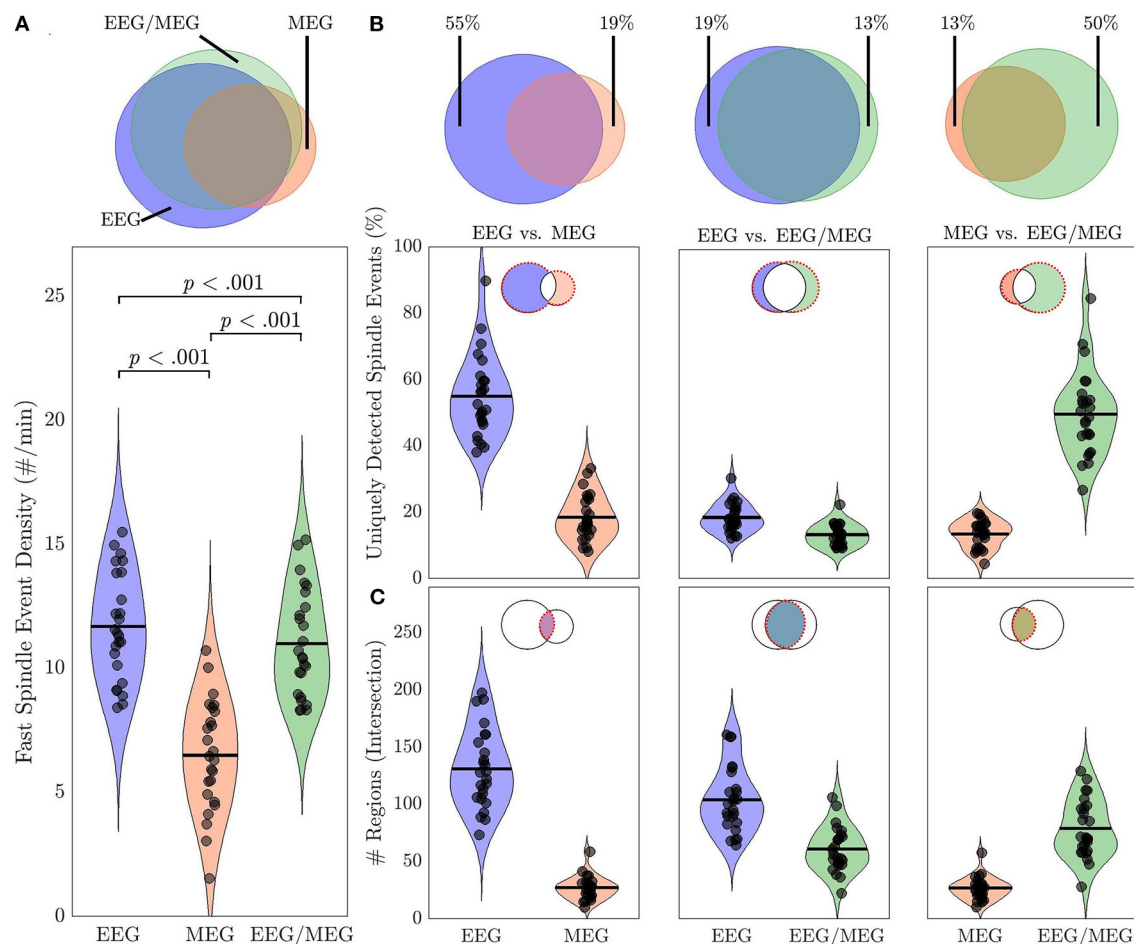 A
EEG/MEG
MEG
EEG
B
55%
19%
19%
13%
13%
50%
Fast Spindle Event Density (#/min)
25
20
15
10
5
0
p < .001
p < .001
p < .001
EEG
MEG
EEG/MEG
Uniquely Detected Spindle Events (%)
100
80
60
40
20
0
EEG vs. MEG
EEG vs. EEG/MEG
MEG vs. EEG/MEG
C
# Regions (Intersection)
250
200
150
100
50
0
EEG
MEG
EEG
EEG/MEG
MEG
EEG/MEG